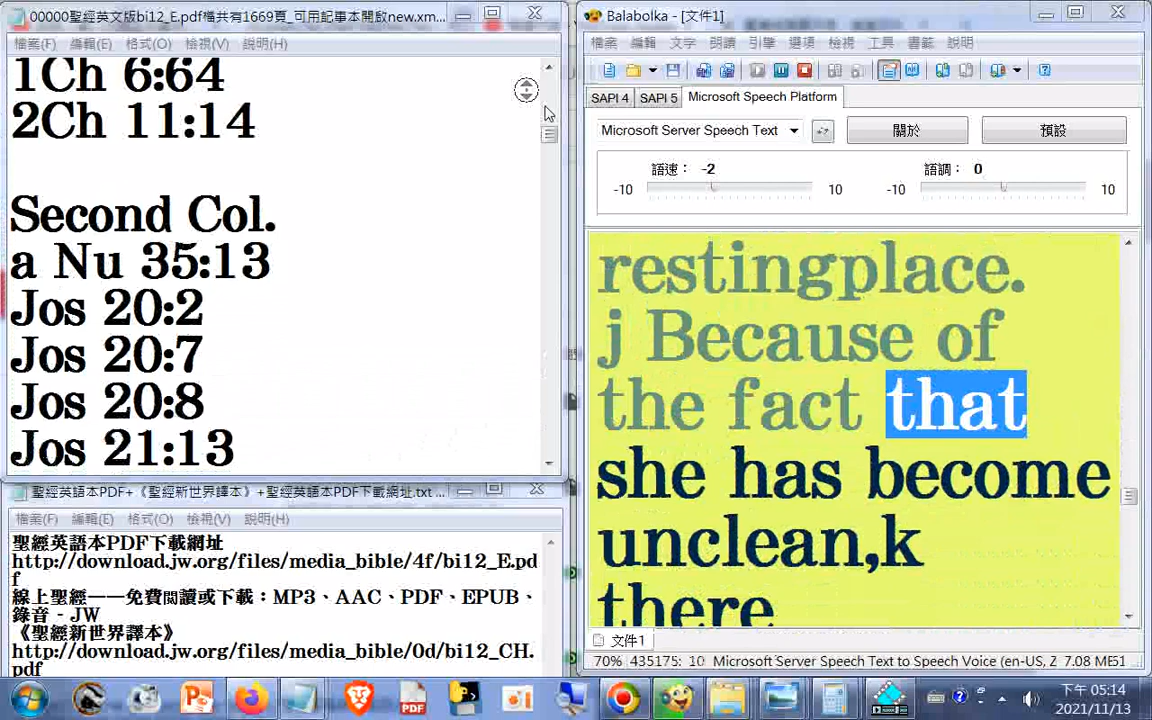 00000聖經英文版bi12_E.pdf檔共有1669頁_可用記事本開啟new.xm...
檔案(F) 編輯(E) 格式(O) 檢視(V) 說明(H)
1Ch 6:64
2Ch 11:14
Second Col.
a Nu 35:13
Jos 20:2
Jos 20:7
Jos 20:8
Jos 21:13
聖經英語本PDF+《聖經新世界譯本》+聖經英語本PDF下載網址.txt ...
檔案(F) 編輯(E) 格式(O) 檢視(V) 說明(H)
聖經英語本PDF下載網址
http://download.jw.org/files/media_bible/4f/bi12_E.pd
f
線上聖經——免費閱讀或下載：MP3、AAC、PDF、EPUB、
錄音 - JW
《聖經新世界譯本》
http://download.jw.org/files/media_bible/0d/bi12_CH.
pdf
Balabolka - [文件1]
檔案 編輯 文字 朗讀 引擎 選項 檢視 工具 書籤 說明
SAPI 4 SAPI 5 Microsoft Speech Platform
Microsoft Server Speech Text 關於 預設
語速： -2 語調： 0
-10 10 -10 10
restingplace.
j Because of
the fact that
she has become
unclean,k
there
文件1
70% 435175: 10 Microsoft Server Speech Text to Speech Voice (en-US, Z 7.08 ME51
PDF
下午 05:14
2021/11/13